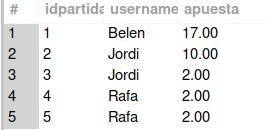 # idpartida username apuesta
1 1 Belen 17.00
2 2 Jordi 10.00
3 3 Jordi 2.00
4 4 Rafa 2.00
5 5 Rafa 2.00